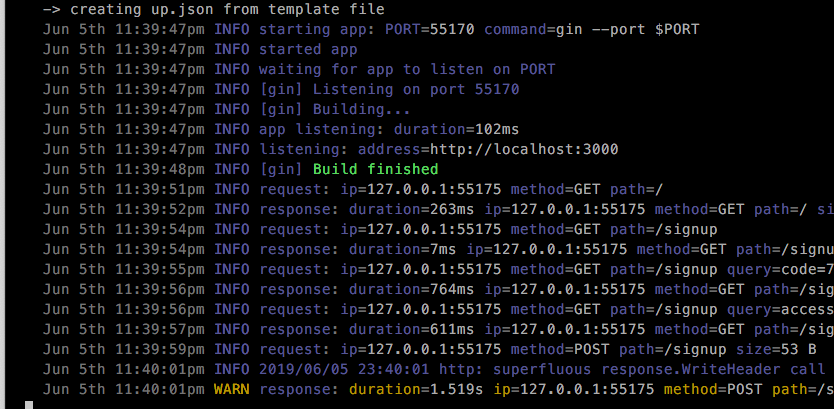 -> creating up.json from template file
Jun 5th 11:39:47pm INFO starting app: PORT=55170 command=gin --port $PORT
Jun 5th 11:39:47pm INFO started app
Jun 5th 11:39:47pm INFO waiting for app to listen on PORT
Jun 5th 11:39:47pm INFO [gin] Listening on port 55170
Jun 5th 11:39:47pm INFO [gin] Building...
Jun 5th 11:39:47pm INFO app listening: duration=102ms
Jun 5th 11:39:47pm INFO listening: address=http://localhost:3000
Jun 5th 11:39:48pm INFO [gin] Build finished
Jun 5th 11:39:51pm INFO request: ip=127.0.0.1:55175 method=GET path=/
Jun 5th 11:39:52pm INFO response: duration=263ms ip=127.0.0.1:55175 method=GET path=/ si
Jun 5th 11:39:54pm INFO request: ip=127.0.0.1:55175 method=GET path=/signup
Jun 5th 11:39:54pm INFO response: duration=7ms ip=127.0.0.1:55175 method=GET path=/signu
Jun 5th 11:39:55pm INFO request: ip=127.0.0.1:55175 method=GET path=/signup query=code=7
Jun 5th 11:39:56pm INFO response: duration=764ms ip=127.0.0.1:55175 method=GET path=/sig
Jun 5th 11:39:56pm INFO request: ip=127.0.0.1:55175 method=GET path=/signup query=access
Jun 5th 11:39:57pm INFO response: duration=611ms ip=127.0.0.1:55175 method=GET path=/sig
Jun 5th 11:39:59pm INFO request: ip=127.0.0.1:55175 method=POST path=/signup size=53 B
Jun 5th 11:40:01pm INFO 2019/06/05 23:40:01 http: superfluous response.WriteHeader call
Jun 5th 11:40:01pm WARN response: duration=1.519s ip=127.0.0.1:55175 method=POST path=/s